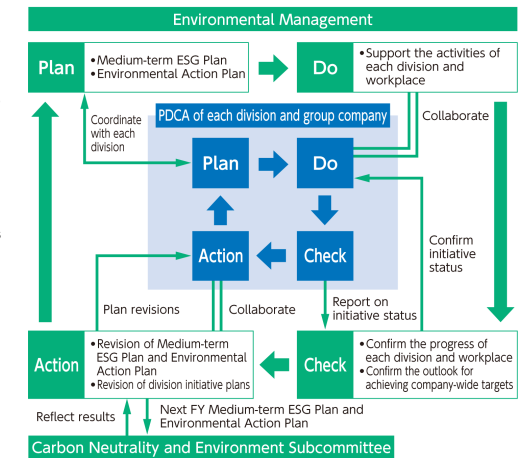 Environmental Management
Plan
•Medium-term ESG Plan
•Environmental Action Plan
Do
•Support the activities of
each division and
workplace
Coordinate
with each
division
PDCA of each division and group company
Collaborate
Plan
Do
Action
Check
Confirm
initiative
status
Plan revisions
Collaborate
Report on
initiative status
Action
•Revision of Medium-term
ESG Plan and Environmental
Action Plan
•Revision of division initiative plans
Check
•Confirm the progress of
each division and workplace
•Confirm the outlook for
achieving company-wide targets
Reflect results
Next FY Medium-term ESG Plan and
Environmental Action Plan
Carbon Neutrality and Environment Subcommittee